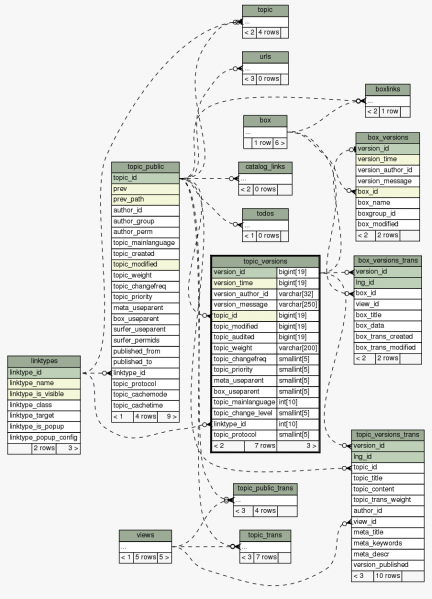 topic
...
< 2 4 rows
urls
...
< 3 0 rows
boxlinks
...
< 2 1 row
box
...
1 row 6 >
box_versions
version_id
version_time
version_author_id
version_message
box_id
box_name
boxgroup_id
box_modified
< 2 2 rows
topic_public
topic_id
prev
prev_path
author_id
author_group
author_perm
topic_mainlanguage
topic_created
topic_modified
topic_weight
topic_changefreq
topic_priority
meta_useparent
box_useparent
surfer_useparent
surfer_permids
published_from
published_to
linktype_id
topic_protocol
topic_cachemode
topic_cachetime
< 1 4 rows 9 >
catalog_links
...
< 2 0 rows
todos
...
< 1 0 rows
topic_versions
version_id bigint[19]
version_time bigint[19]
version_author_id varchar[32]
version_message varchar[250]
topic_id bigint[19]
topic_modified bigint[19]
topic_audited bigint[19]
topic_weight varchar[200]
topic_changefreq smallint[5]
topic_priority smallint[5]
meta_useparent smallint[5]
box_useparent smallint[5]
topic_mainlanguage int[10]
topic_change_level smallint[5]
linktype_id int[10]
topic_protocol smallint[5]
< 2 7 rows 3 >
box_versions_trans
version_id
lng_id
box_id
view_id
box_title
box_data
box_trans_created
box_trans_modified
< 2 2 rows
linktypes
linktype_id
linktype_name
linktype_is_visible
linktype_class
linktype_target
linktype_is_popup
linktype_popup_config
2 rows 3 >
topic_versions_trans
version_id
lng_id
topic_id
topic_title
topic_content
topic_trans_weight
author_id
view_id
meta_title
meta_keywords
meta_descr
version_published
< 3 10 rows
topic_public_trans
...
< 3 4 rows
views
...
< 1 5 rows 5 >
topic_trans
...
< 3 7 rows